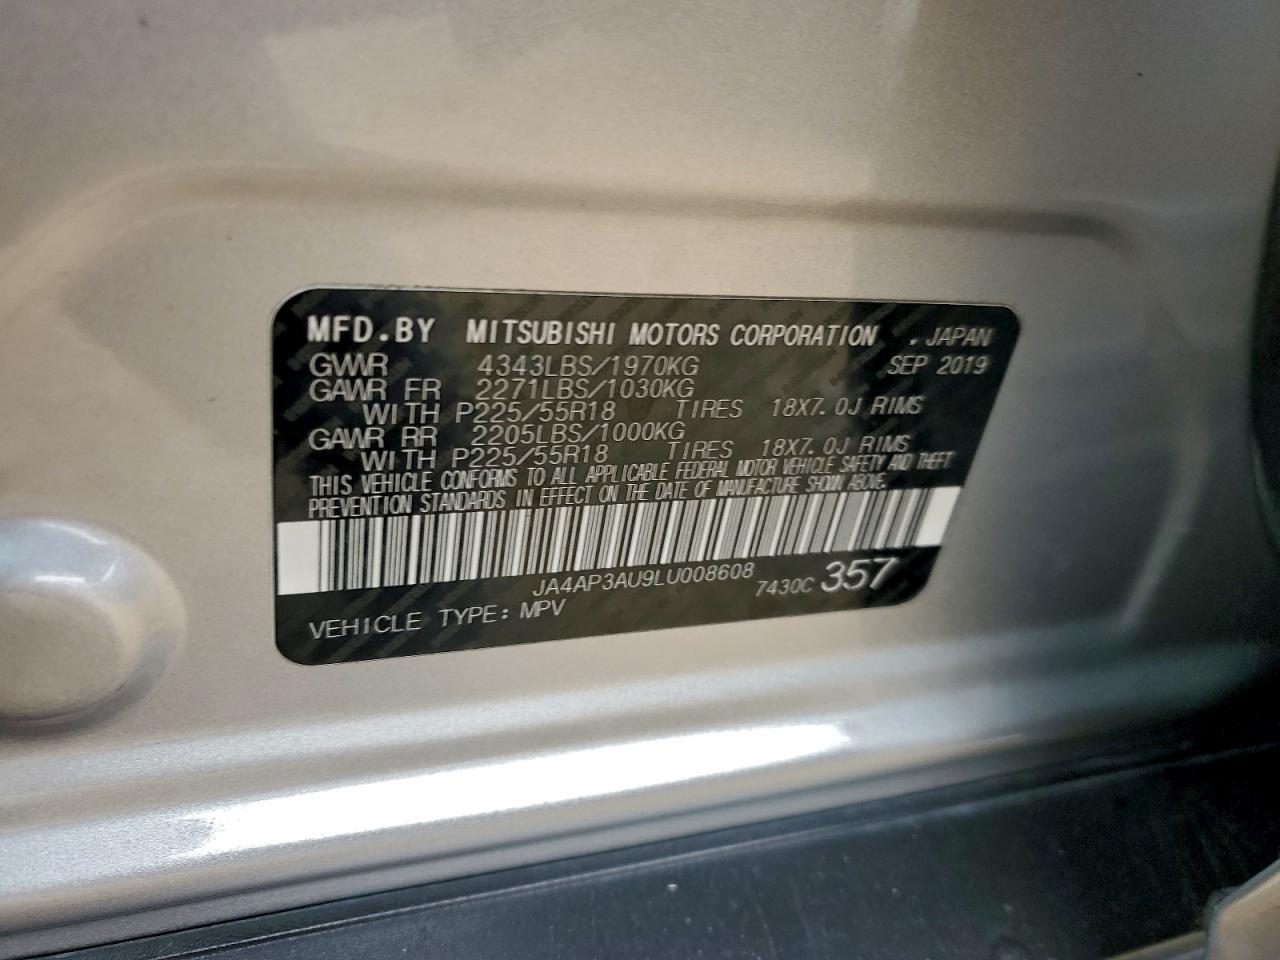 MFD.BY MITSUBISHI MOTORS CORPORATION . JAPAN
GVWR 4343LBS/1970KG SEP 2019
GAWR FR 2271LBS/1030KG
WITH P225/55R18 TIRES 18X7.0J RIMS
GAWR RR 2205LBS/1000KG
WITH P225/55R18 TIRES 18X7.0J RIMS
THIS VEHICLE CONFORMS TO ALL APPLICABLE FEDERAL MOTOR VEHICLE SAFETY AND THEFT
PREVENTION STANDARDS IN EFFECT ON THE DATE OF MANUFACTURE SHOWN ABOVE.
JA4AP3AU9LU008608
7430C 357
VEHICLE TYPE: MPV